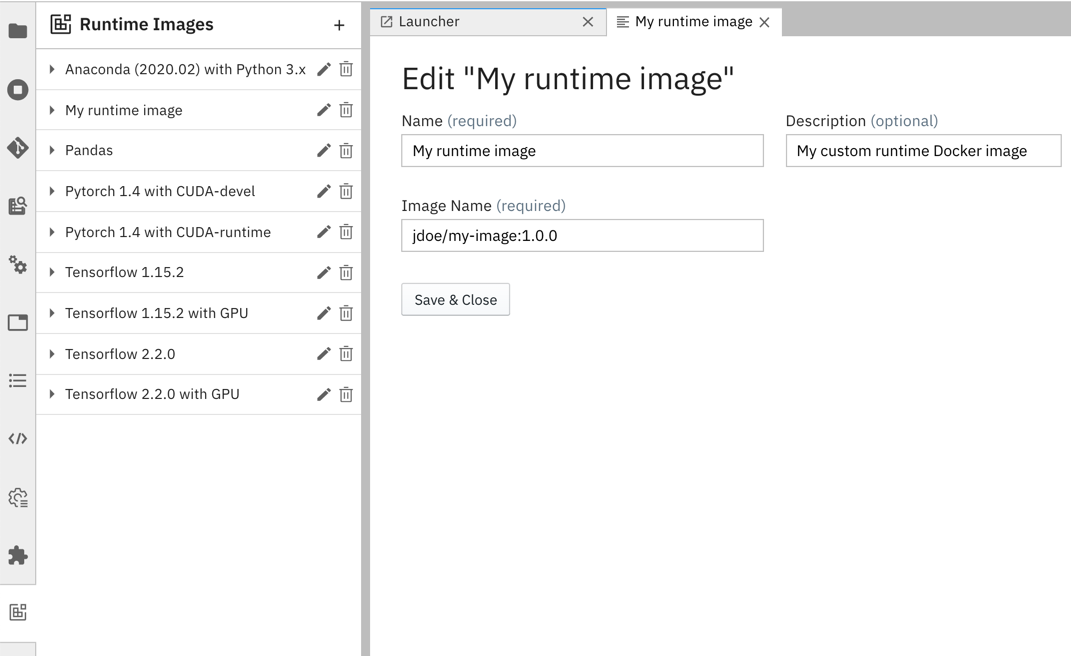 Runtime Images +
Anaconda (2020.02) with Python 3.x
My runtime image
Pandas
Pytorch 1.4 with CUDA-devel
Pytorch 1.4 with CUDA-runtime
Tensorflow 1.15.2
Tensorflow 1.15.2 with GPU
Tensorflow 2.2.0
Tensorflow 2.2.0 with GPU
Launcher
My runtime image
Edit "My runtime image"
Name (required)
My runtime image
Description (optional)
My custom runtime Docker image
Image Name (required)
jdoe/my-image:1.0.0
Save & Close